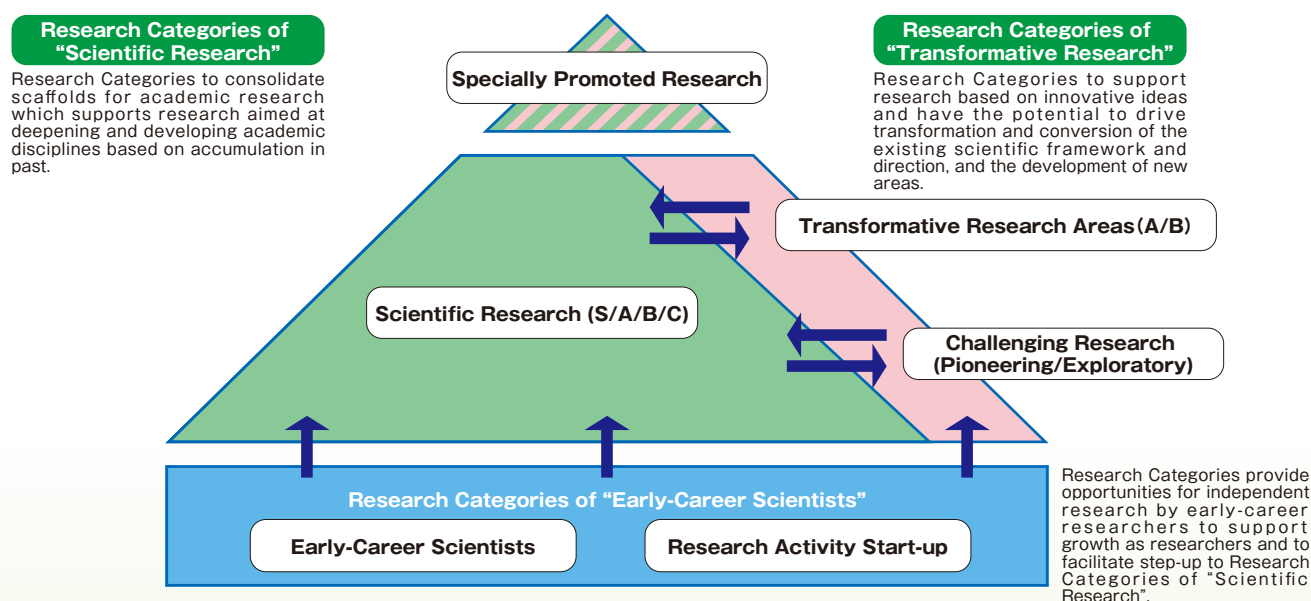 Research Categories of
“Scientific Research”
Research Categories to consolidate
scaffolds for academic research
which supports research aimed at
deepening and developing academic
disciplines based on accumulation in
past.
Specially Promoted Research
Research Categories of
“Transformative Research”
Research Categories to support
research based on innovative ideas
and have the potential to drive
transformation and conversion of the
existing scientific framework and
direction, and the development of new
areas.
Transformative Research Areas(A/B)
Scientific Research (S/A/B/C)
Challenging Research
(Pioneering/Exploratory)
Research Categories of “Early-Career Scientists”
Early-Career Scientists
Research Activity Start-up
Research Categories provide
opportunities for independent
research by early-career
researchers to support
growth as researchers and to
facilitate step-up to Research
Categories of “Scientific
Research”.